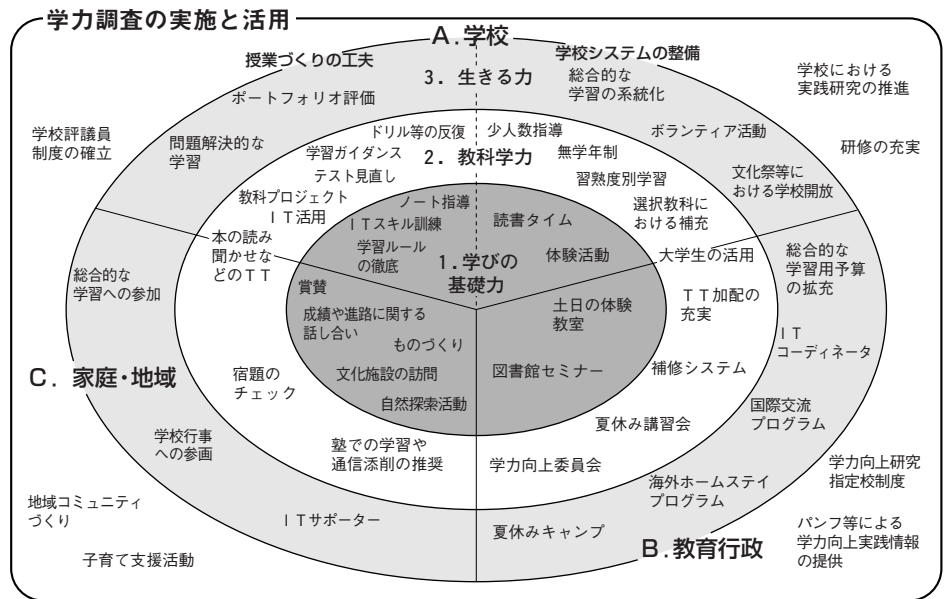 学力調査の実施と活用
A．学校
授業づくりの工夫
学校システムの整備
3．生きる力
ポートフォリオ評価
問題解決的な
学習
総合的な
学習の系統化
ボランティア活動
文化祭等に
おける学校開放
学校における
実践研究の推進
研修の充実
学校評議員
制度の確立
ドリル等の反復
少人数指導
学習ガイダンス
2．教科学力
無学年制
テスト見直し
習熟度別学習
教科プロジェクト
ＩＴ活用
選択教科に
おける補充
本の読み
聞かせな
どのＴＴ
大学生の活用
ノート指導
ＩＴスキル訓練
学習ルール
の徹底
読書タイム
体験活動
1．学びの
基礎力
賞賛
成績や進路に関する
話し合い
ものづくり
文化施設の訪問
自然探索活動
土日の体験
教室
図書館セミナー
総合的な
学習への参加
総合的な
学習用予算
の拡充
ＴＴ加配の
充実
ＩＴ
コーディネータ
C．家庭・地域
宿題の
チェック
補修システム
国際交流
プログラム
夏休み講習会
学校行事
への参画
塾での学習や
通信添削の推奨
学力向上委員会
海外ホームステイ
プログラム
学力向上研究
指定校制度
地域コミュニティ
づくり
ＩＴサポーター
夏休みキャンプ
B．教育行政
子育て支援活動
パンフ等による
学力向上実践情報
の提供